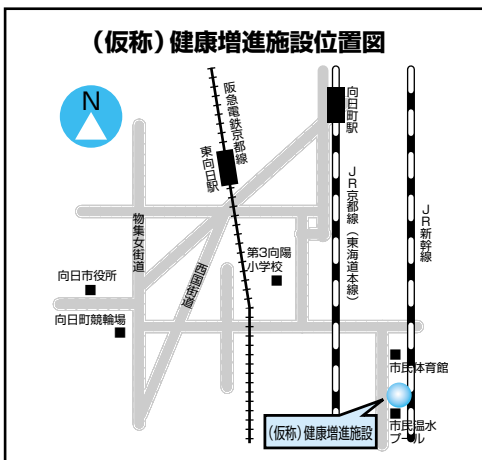 （仮称）健康増進施設位置図
N
阪急電鉄京都線
東向日駅
向日町駅
JR京都線（東海道本線）
JR新幹線
物集女街道
西国街道
第3向陽
小学校
向日市役所
向日町競輪場
市民体育館
（仮称）健康増進施設
市民温水
プール